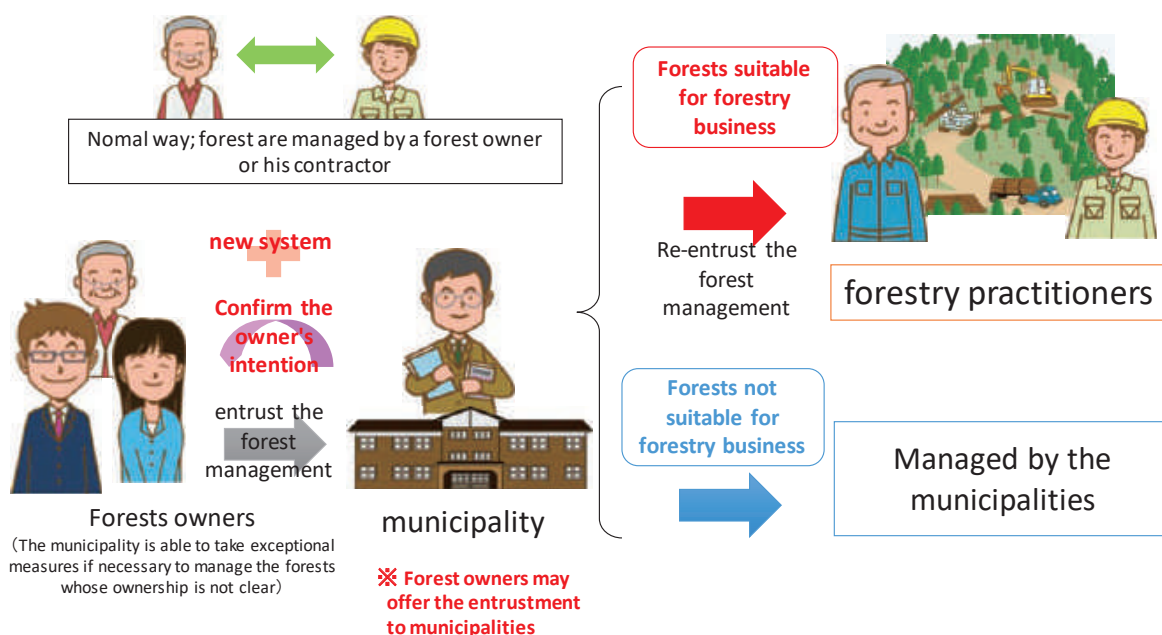 Nomal way; forest are managed by a forest owner
or his contractor
new system
Confirm the
owner's
intention
entrust the
forest
management
Forests owners
(The municipality is able to take exceptional
measures if necessary to manage the forests
whose ownership is not clear)
municipality
※ Forest owners may
offer the entrustment
to municipalities
Forests suitable
for forestry
business
Re-entrust the
forest
management
forestry practitioners
Forests not
suitable for
forestry business
Managed by the
municipalities